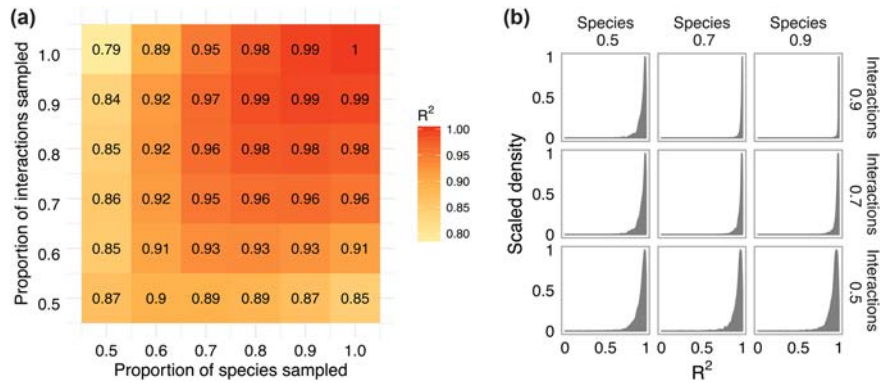 (a)
Proportion of interactions sampled
1.0 0.79 0.89 0.95 0.98 0.99 1
0.9 0.84 0.92 0.97 0.99 0.99 0.99
0.8 0.85 0.92 0.96 0.98 0.98 0.98
0.7 0.86 0.92 0.95 0.96 0.96 0.96
0.6 0.85 0.91 0.93 0.93 0.93 0.91
0.5 0.87 0.9 0.89 0.89 0.87 0.85
0.5 0.6 0.7 0.8 0.9 1.0
Proportion of species sampled
R²
1.00
0.95
0.90
0.85
0.80
(b)
Species Species Species
0.5 0.7 0.9
Scaled density
1
0.5
0
Interactions
0.9
1
0.5
0
Interactions
0.7
1
0.5
0
Interactions
0.5
0 0.5 1 0 0.5 1 0 0.5 1
R²